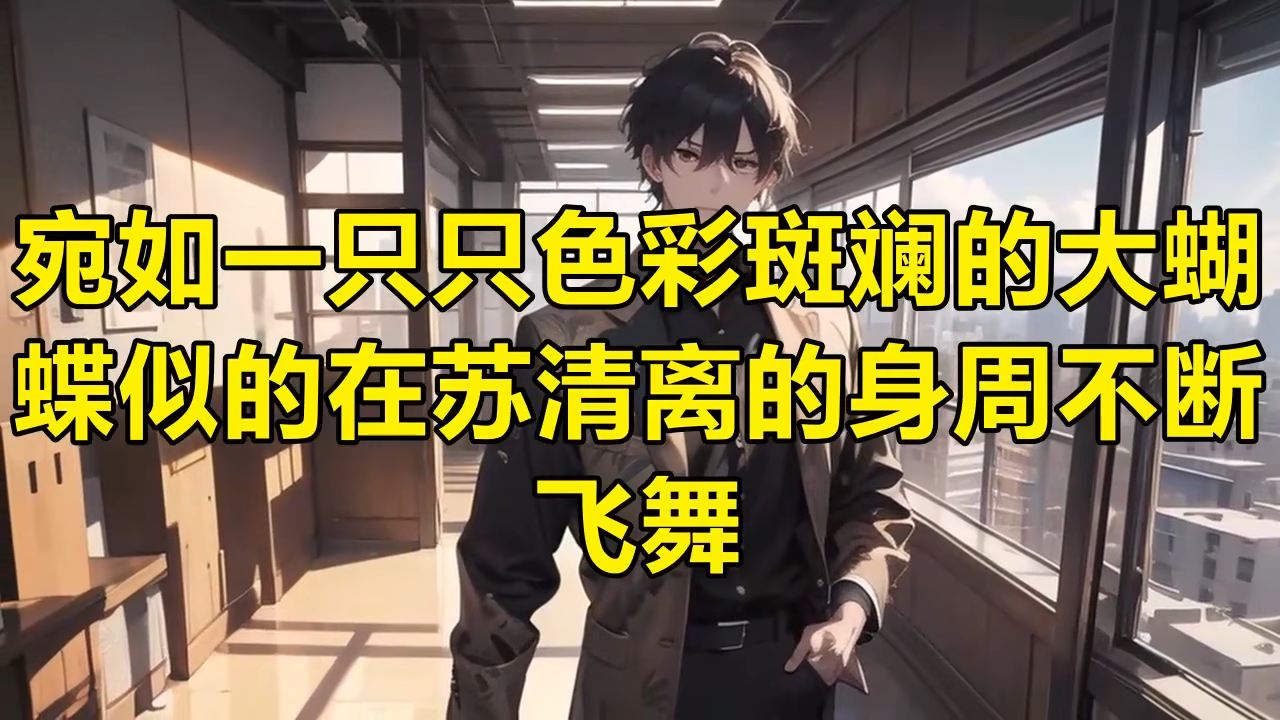 宛如一只只色彩斑斓的大蝴
蝶似的在苏清离的身周不断
飞舞